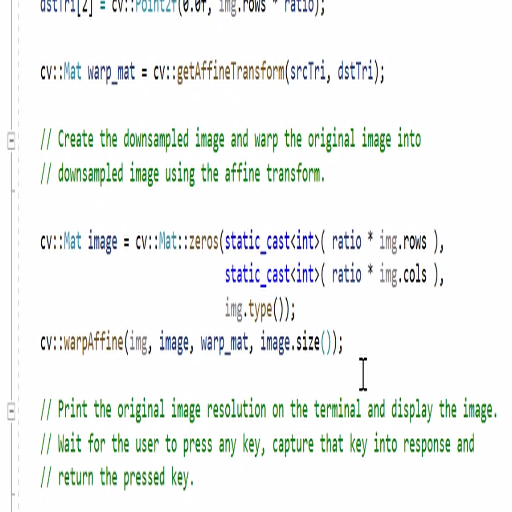 dstTri[2] = cv::Point2f(0.0f, img.rows * ratio);
cv::Mat warp_mat = cv::getAffineTransform(srcTri, dstTri);
// Create the downsampled image and warp the original image into
// downsampled image using the affine transform.
cv::Mat image = cv::Mat::zeros(static_cast<int>( ratio * img.rows ),
static_cast<int>( ratio * img.cols ),
img.type());
cv::warpAffine(img, image, warp_mat, image.size());
// Print the original image resolution on the terminal and display the image.
// Wait for the user to press any key, capture that key into response and
// return the pressed key.